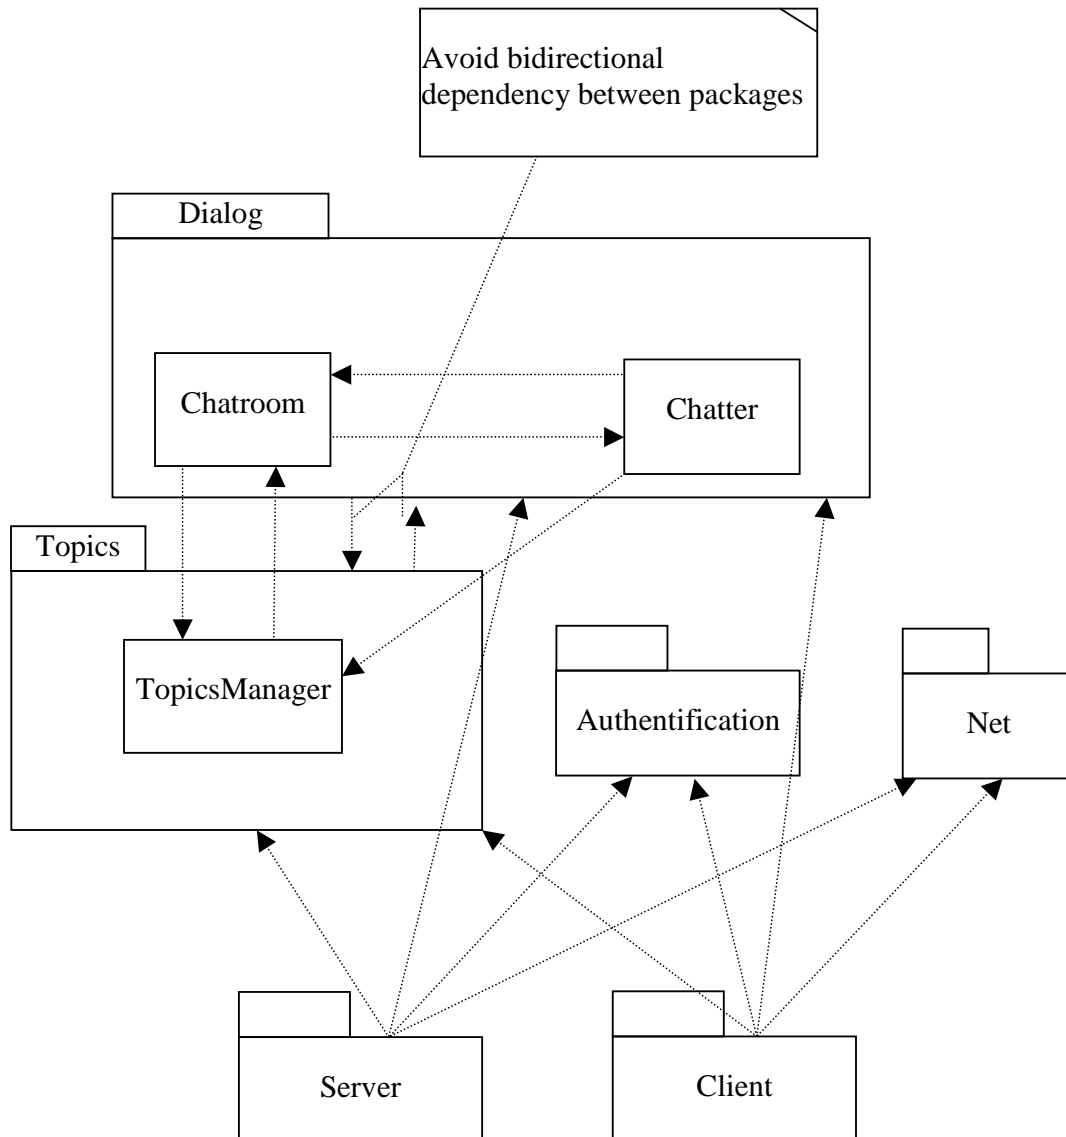 Avoid bidirectional
dependency between packages
Dialog
Chatroom
Chatter
Topics
TopicsManager
Authentification
Net
Server
Client